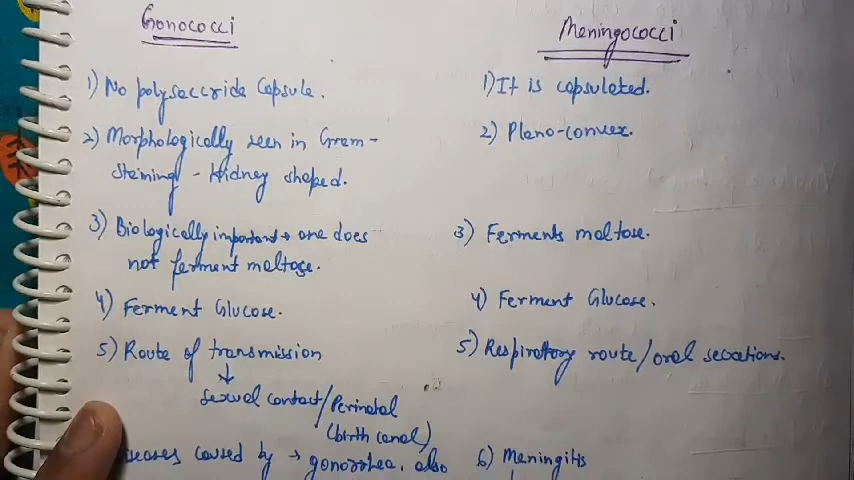 Gonococci
1) No polysaccride Capsule.
2) Morphologically seen in Gram-
staining - Kidney shaped.
3) Biologically important → one does
not ferment maltose.
4) Ferment Glucose.
5) Route of transmission
↓
sexual contact/Perinatal
(birth canal)
seases caused by → gonorrhea. also
Meningococci
1) It is capsulated.
2) Plano-convex.
3) Ferments maltose.
4) Ferment Glucose.
5) Respiratory route/oral secretions.
6) Meningitis